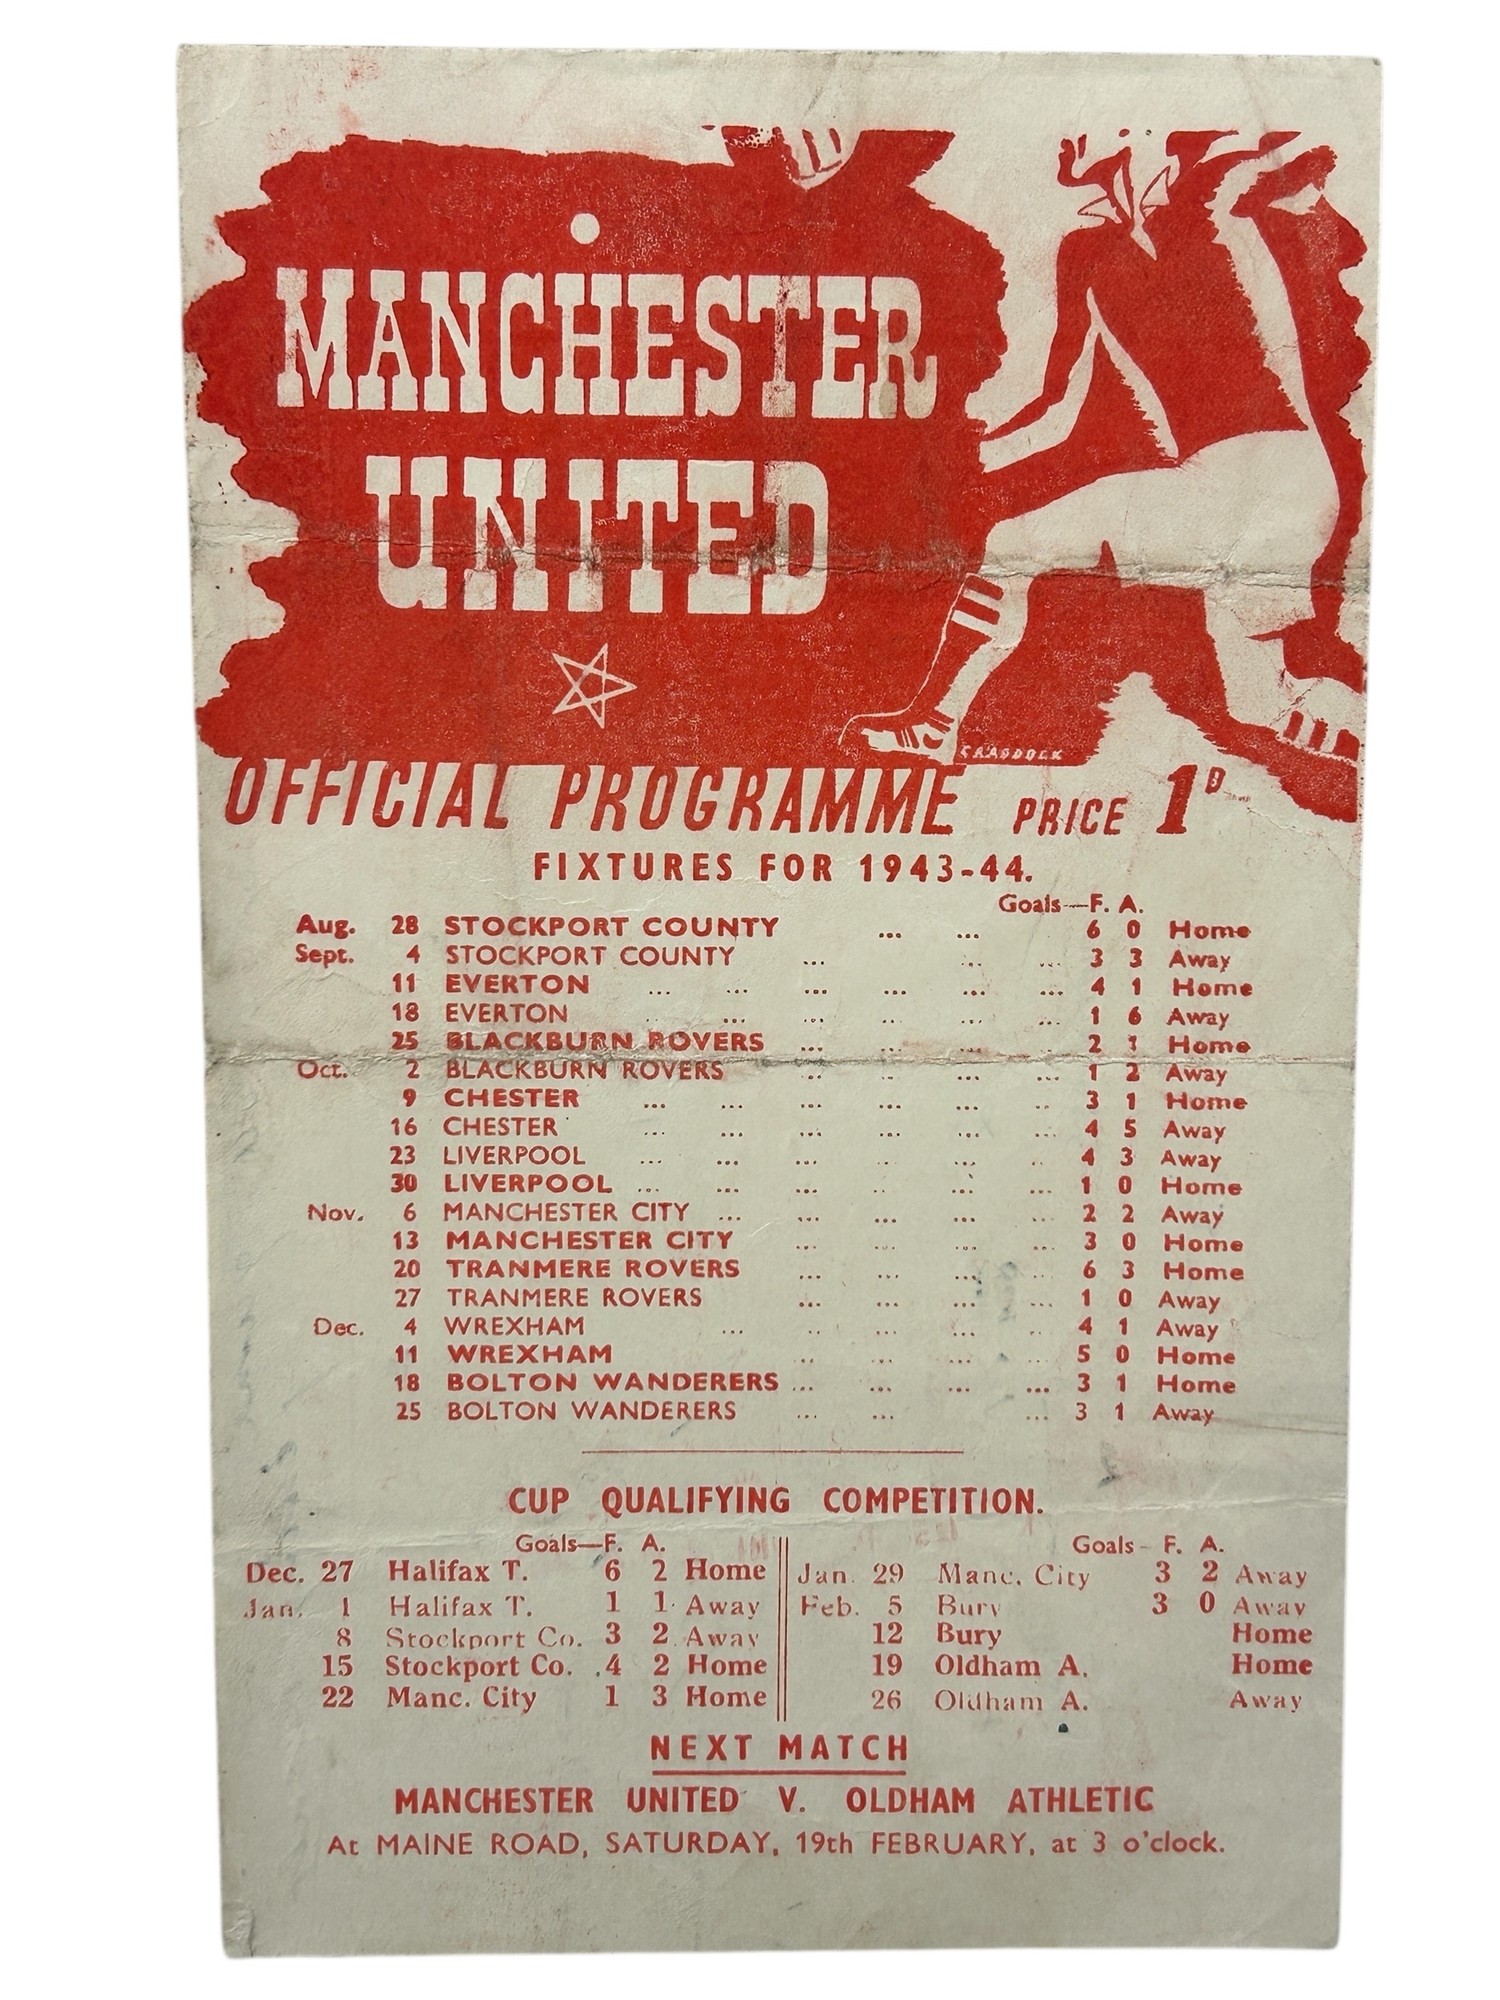 MANCHESTER
UNITED
CRADDOCK
OFFICIAL PROGRAMME PRICE 1D
FIXTURES FOR 1943-44.
Goals—F. A.
Aug. 28 STOCKPORT COUNTY ... ... 6 0 Home
Sept. 4 STOCKPORT COUNTY ... ... ... 3 3 Away
11 EVERTON ... ... ... ... ... ... 4 1 Home
18 EVERTON ... ... ... ... ... 1 6 Away
25 BLACKBURN ROVERS ... ... ... ... 2 1 Home
Oct. 2 BLACKBURN ROVERS ... ... ... ... 1 2 Away
9 CHESTER ... ... ... ... ... ... 3 1 Home
16 CHESTER ... ... ... ... ... ... 4 5 Away
23 LIVERPOOL ... ... ... ... ... ... 4 3 Away
30 LIVERPOOL ... ... ... ... ... ... 1 0 Home
Nov. 6 MANCHESTER CITY ... ... ... ... ... 2 2 Away
13 MANCHESTER CITY ... ... ... ... 3 0 Home
20 TRANMERE ROVERS ... ... ... ... 6 3 Home
27 TRANMERE ROVERS ... ... ... ... 1 0 Away
Dec. 4 WREXHAM ... ... ... ... ... 4 1 Away
11 WREXHAM ... ... ... ... 5 0 Home
18 BOLTON WANDERERS ... ... ... ... 3 1 Home
25 BOLTON WANDERERS ... ... ... 3 1 Away
CUP QUALIFYING COMPETITION.
Goals—F. A.
Dec. 27 Halifax T. 6 2 Home
Jan. 1 Halifax T. 1 1 Away
8 Stockport Co. 3 2 Away
15 Stockport Co. 4 2 Home
22 Manc. City 1 3 Home
Goals - F. A.
Jan. 29 Manc. City 3 2 Away
Feb. 5 Bury 3 0 Away
12 Bury Home
19 Oldham A. Home
26 Oldham A. Away
NEXT MATCH
MANCHESTER UNITED V. OLDHAM ATHLETIC
At MAINE ROAD, SATURDAY, 19th FEBRUARY, at 3 o'clock.